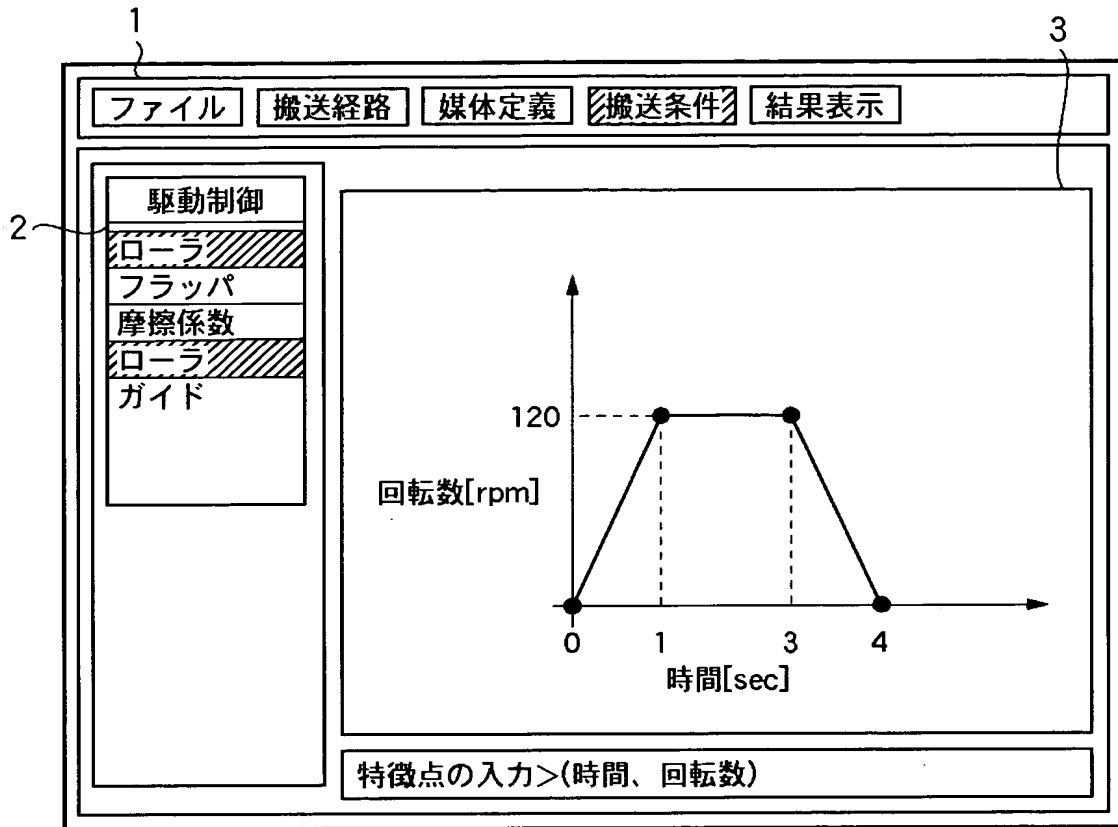 1
3
ファイル 搬送経路 媒体定義 搬送条件 結果表示
2
駆動制御
ローラ
フラッパ
摩擦係数
ローラ
ガイド
120
回転数[rpm]
0 1 3 4
時間[sec]
特徴点の入力>(時間、回転数)